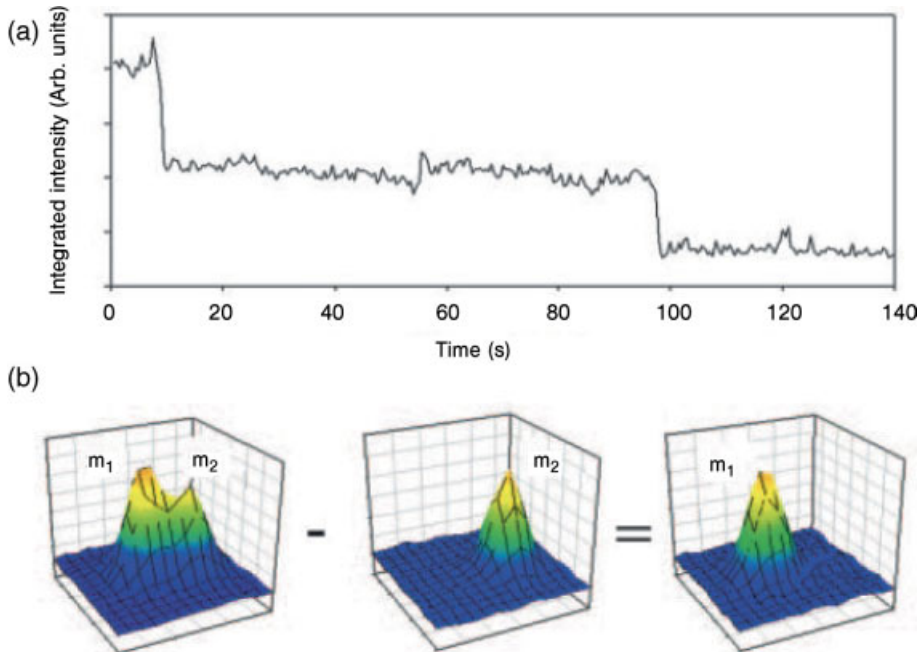 (a)
Integrated intensity (Arb. units)
0 20 40 60 80 100 120 140
Time (s)
(b)
m1 m2
-
m2
=
m1